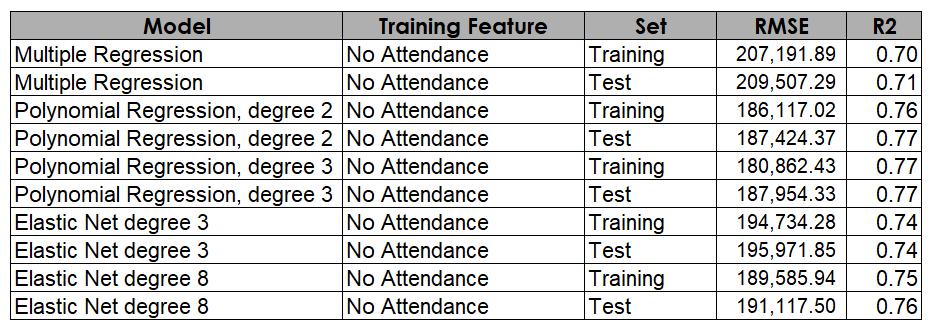 Model Training Feature Set RMSE R2
Multiple Regression No Attendance Training 207,191.89 0.70
Multiple Regression No Attendance Test 209,507.29 0.71
Polynomial Regression, degree 2 No Attendance Training 186,117.02 0.76
Polynomial Regression, degree 2 No Attendance Test 187,424.37 0.77
Polynomial Regression, degree 3 No Attendance Training 180,862.43 0.77
Polynomial Regression, degree 3 No Attendance Test 187,954.33 0.77
Elastic Net degree 3 No Attendance Training 194,734.28 0.74
Elastic Net degree 3 No Attendance Test 195,971.85 0.74
Elastic Net degree 8 No Attendance Training 189,585.94 0.75
Elastic Net degree 8 No Attendance Test 191,117.50 0.76